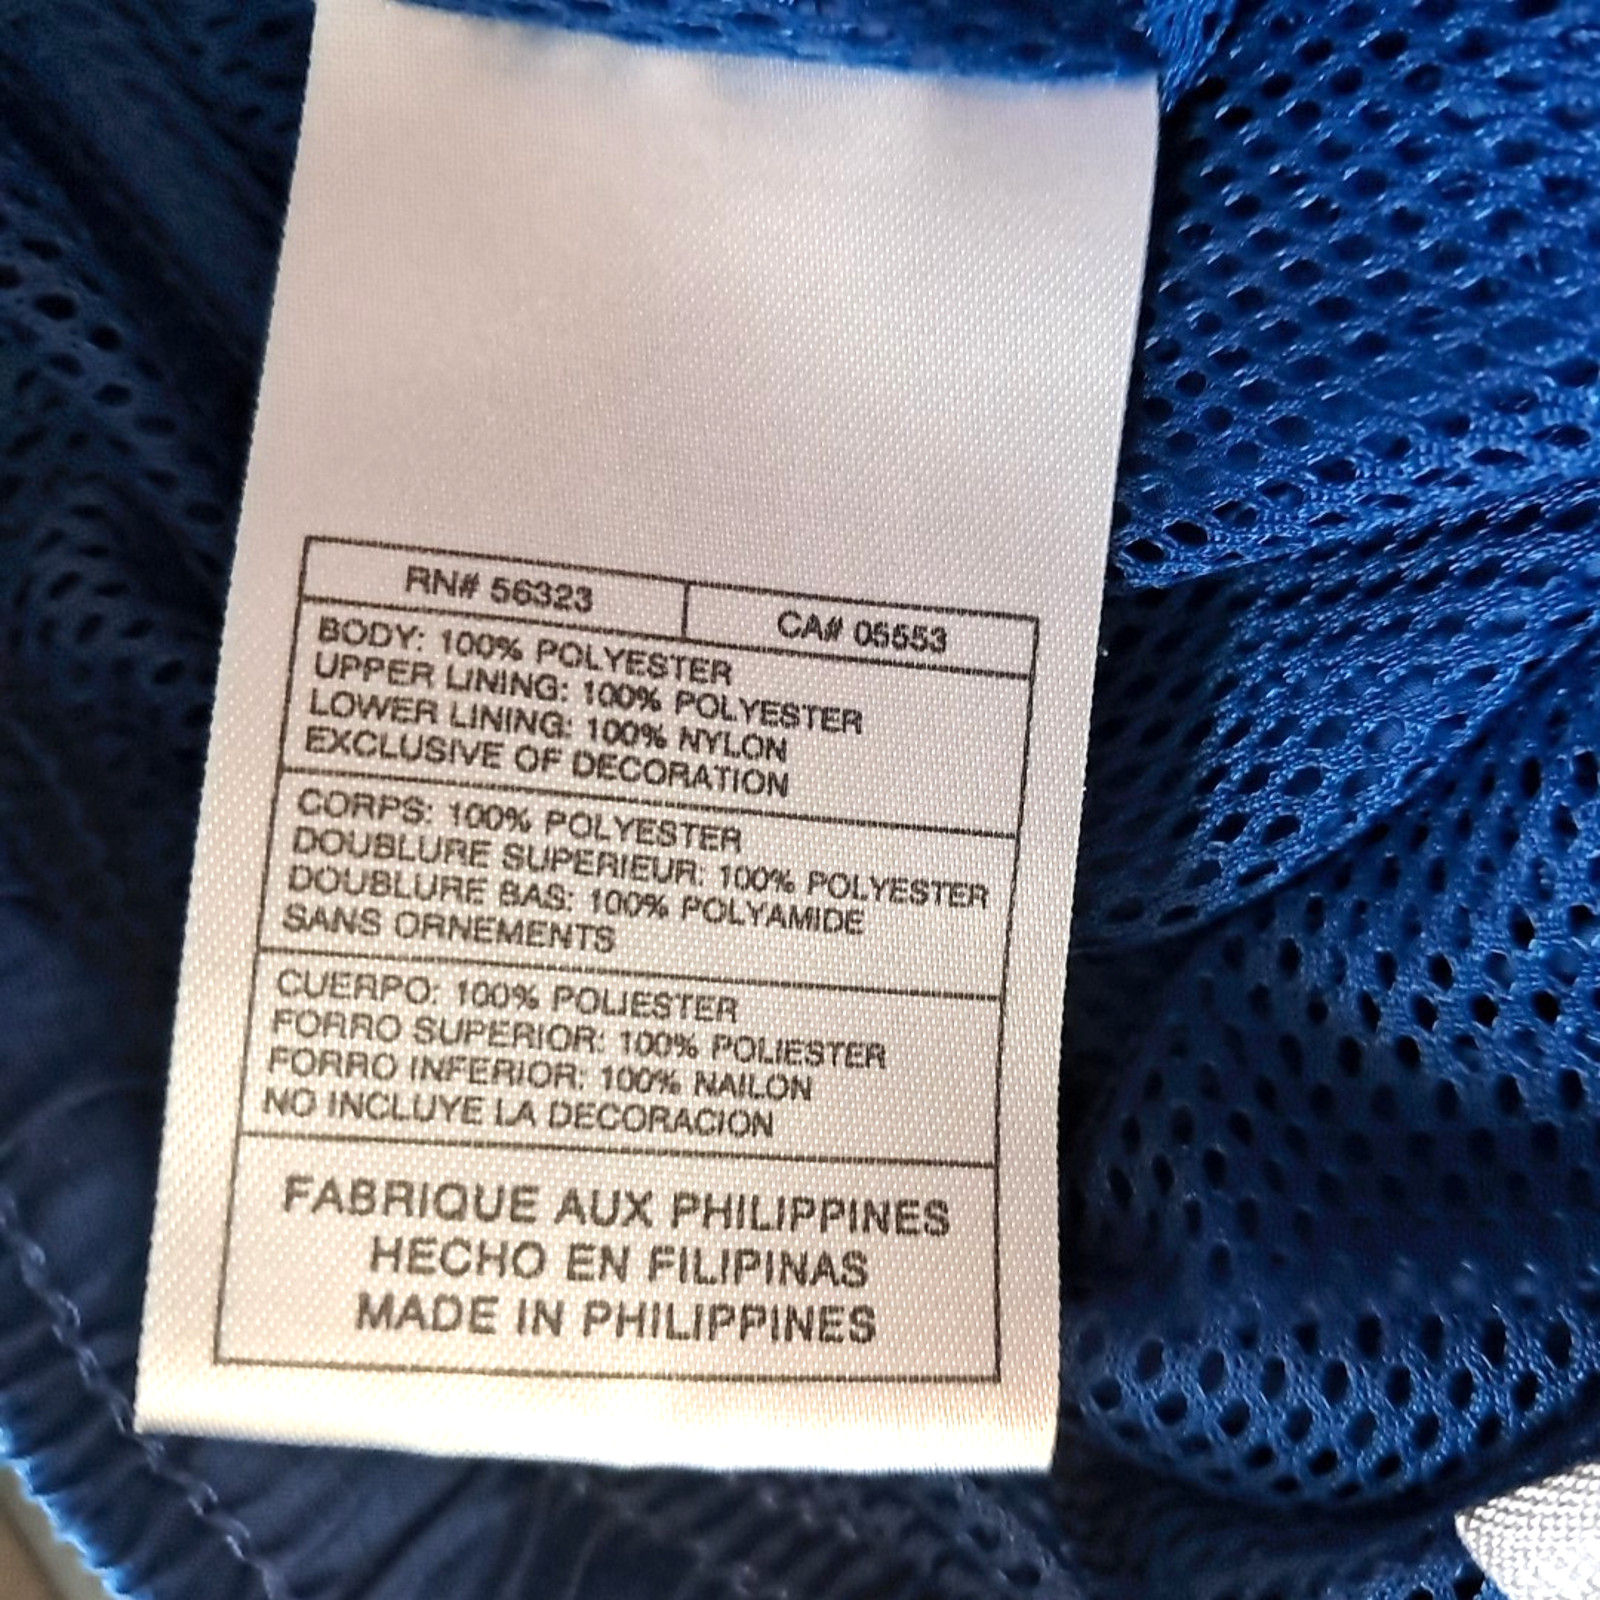 RN# 56323
CA# 05553
BODY: 100% POLYESTER
UPPER LINING: 100% POLYESTER
LOWER LINING: 100% NYLON
EXCLUSIVE OF DECORATION
CORPS: 100% POLYESTER
DOUBLURE SUPERIEUR: 100% POLYESTER
DOUBLURE BAS: 100% POLYAMIDE
SANS ORNEMENTS
CUERPO: 100% POLIESTER
FORRO SUPERIOR: 100% POLIESTER
FORRO INFERIOR: 100% NAILON
NO INCLUYE LA DECORACION
FABRIQUE AUX PHILIPPINES
HECHO EN FILIPINAS
MADE IN PHILIPPINES